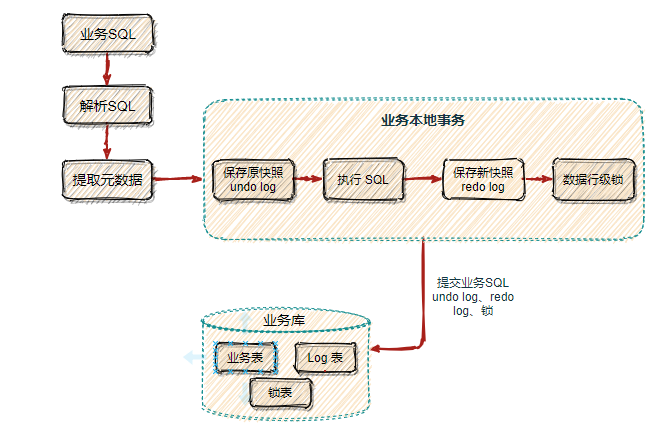 业务SQL
解析SQL
提取元数据
业务本地事务
保存原快照
undo log
执行 SQL
保存新快照
redo log
数据行级锁
提交业务SQL
undo log、redo
log、锁
业务库
业务表
Log 表
锁表